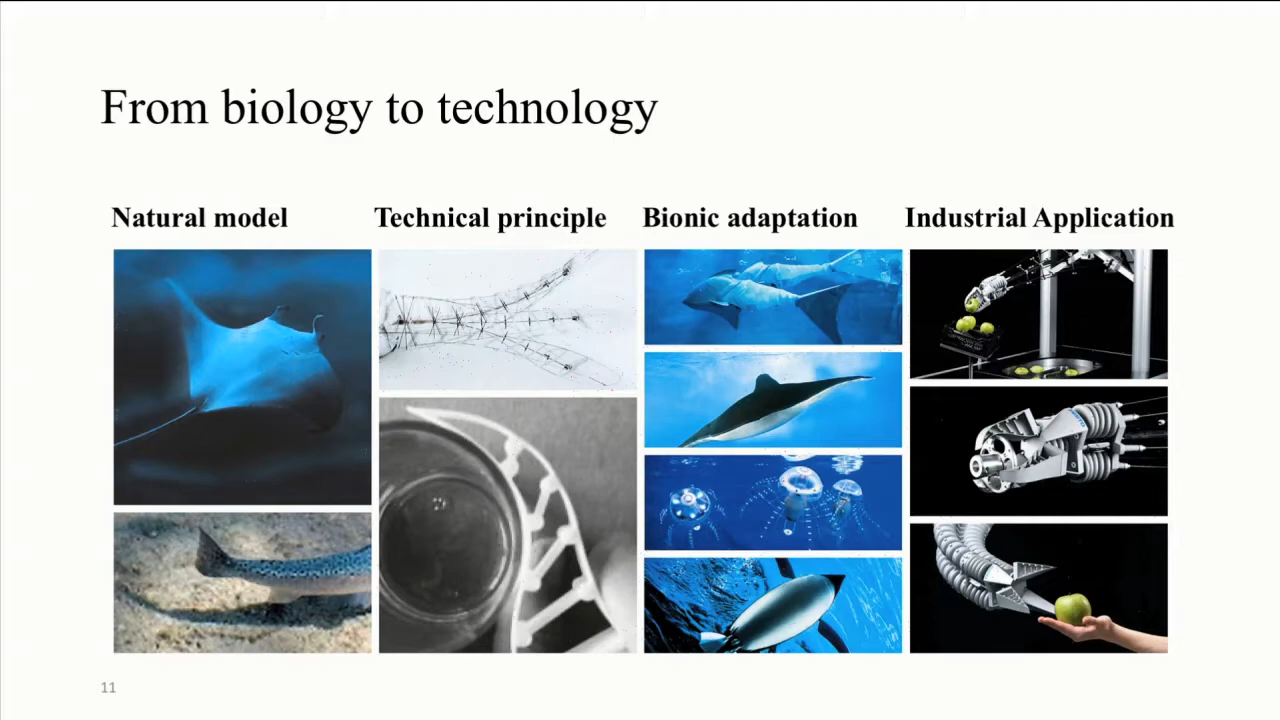 From biology to technology
Natural model
Technical principle
Bionic adaptation
Industrial Application
11